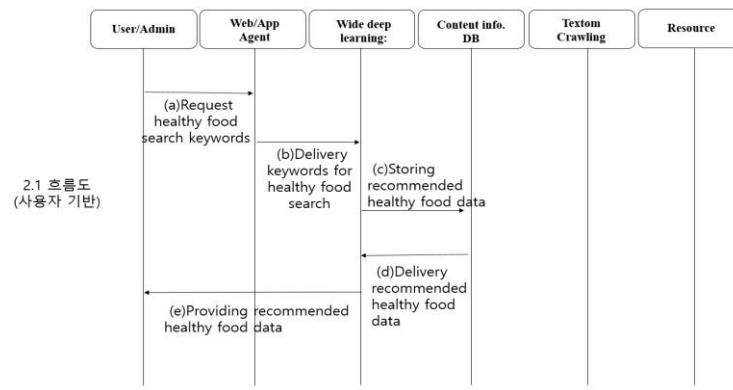 User/Admin
Web/App
Agent
Wide deep
learning:
Content info.
DB
Textom
Crawling
Resource
(a)Request
healthy food
search keywords
(b)Delivery
keywords for
healthy food
search
(c)Storing
recommended
healthy food data
2.1 흐름도
(사용자 기반)
(d)Delivery
recommended
healthy food
data
(e)Providing recommended
healthy food data